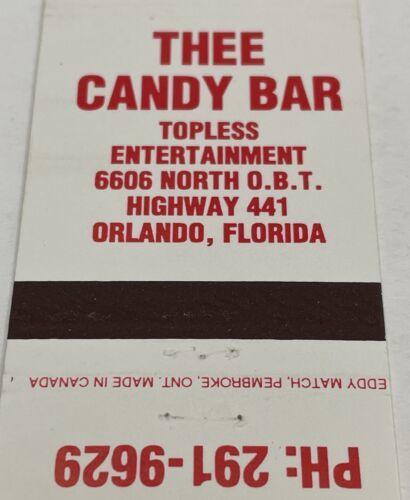 THEE
CANDY BAR
TOPLESS
ENTERTAINMENT
6606 NORTH O.B.T.
HIGHWAY 441
ORLANDO, FLORIDA
EDDY MATCH, PEMBROKE, ONT. MADE IN CANADA
PH: 291-9629